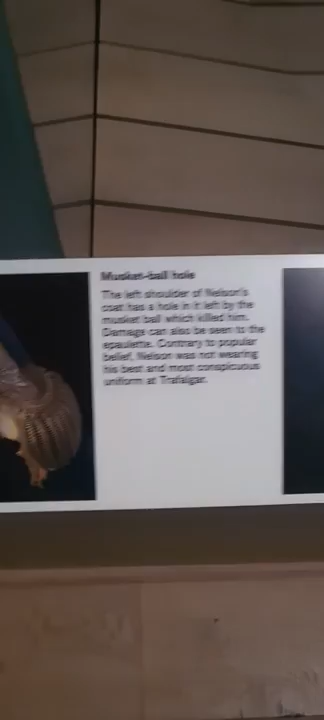 Musket-ball hole
The left shoulder of Nelson's
coat has a hole in it left by the
musket ball which killed him.
Damage can also be seen to the
epaulette. Contrary to popular
belief, Nelson was not wearing
his best and most conspicuous
uniform at Trafalgar.